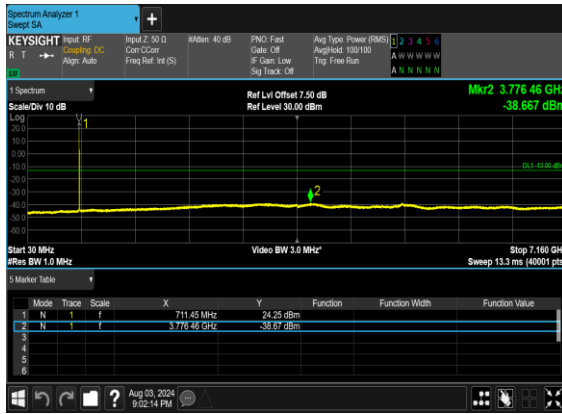 Spectrum Analyzer 1
Swept SA
+
KEYSIGHT Input: RF Input Z: 50 Ω #Atten: 40 dB PNO: Fast Avg Type: Power (RMS) 1 2 3 4 5 6
R T Coupling: DC Corr CCorr Gate: Off Avg|Hold: 100/100 A W W W W W
Align: Auto Freq Ref: Int (S) IF Gain: Low Trig: Free Run
Sig Track: Off A N N N N N
1 Spectrum Ref Lvl Offset 7.50 dB Mkr2 3.776 46 GHz
Scale/Div 10 dB Ref Level 30.00 dBm -38.667 dBm
Log 1
20.0
10.0
0.00
-10.0 DL1 -13.00 dBm
-20.0
-30.0 2
-40.0
-50.0
-60.0
Start 30 MHz Video BW 3.0 MHz* Stop 7.160 GHz
#Res BW 1.0 MHz Sweep 13.3 ms (40001 pts)
5 Marker Table
Mode Trace Scale X Y Function Function Width Function Value
1 N 1 f 711.45 MHz 24.25 dBm
2 N 1 f 3.776 46 GHz -38.67 dBm
3
4
5
6
? Aug 03, 2024
9:02:14 PM